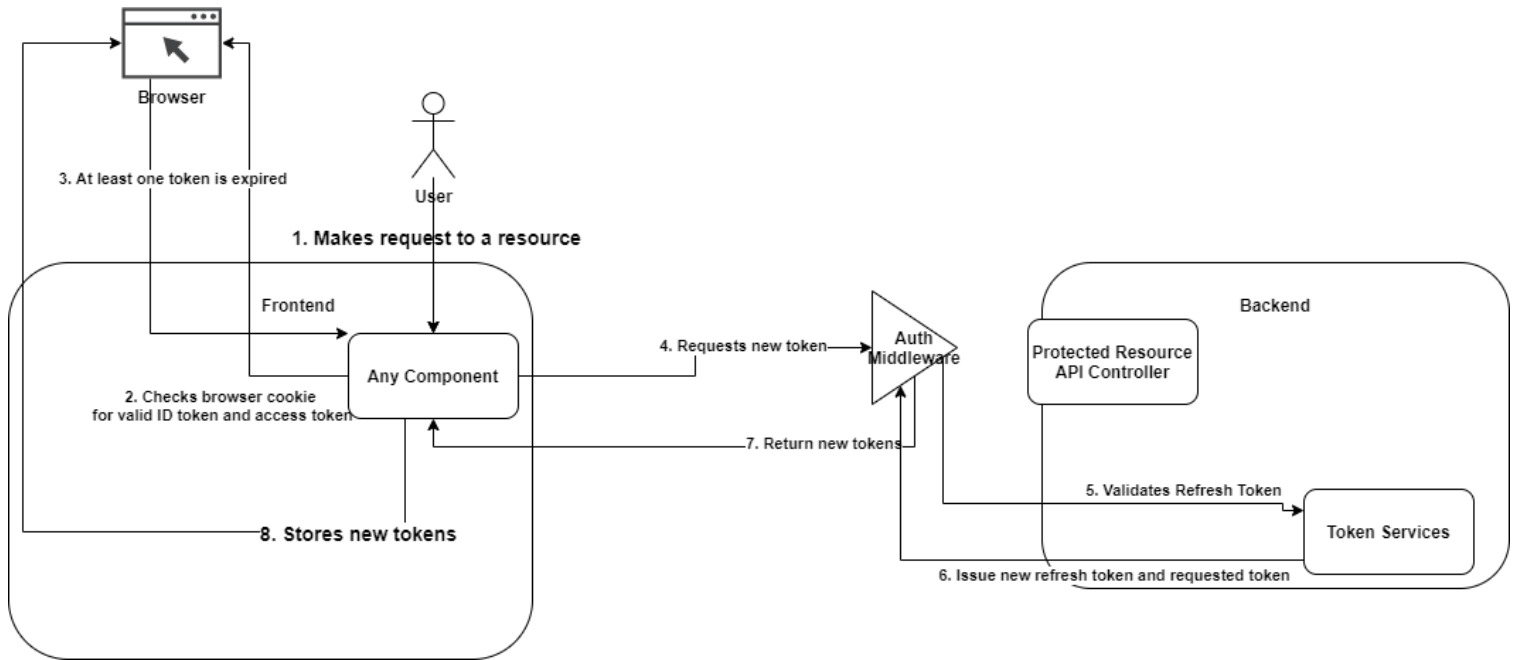 Browser
3. At least one token is expired
User
1. Makes request to a resource
Frontend
Backend
Any Component
4. Requests new token
Auth
Middleware
Protected Resource
API Controller
2. Checks browser cookie
for valid ID token and access token
7. Return new tokens
5. Validates Refresh Token
8. Stores new tokens
Token Services
6. Issue new refresh token and requested token